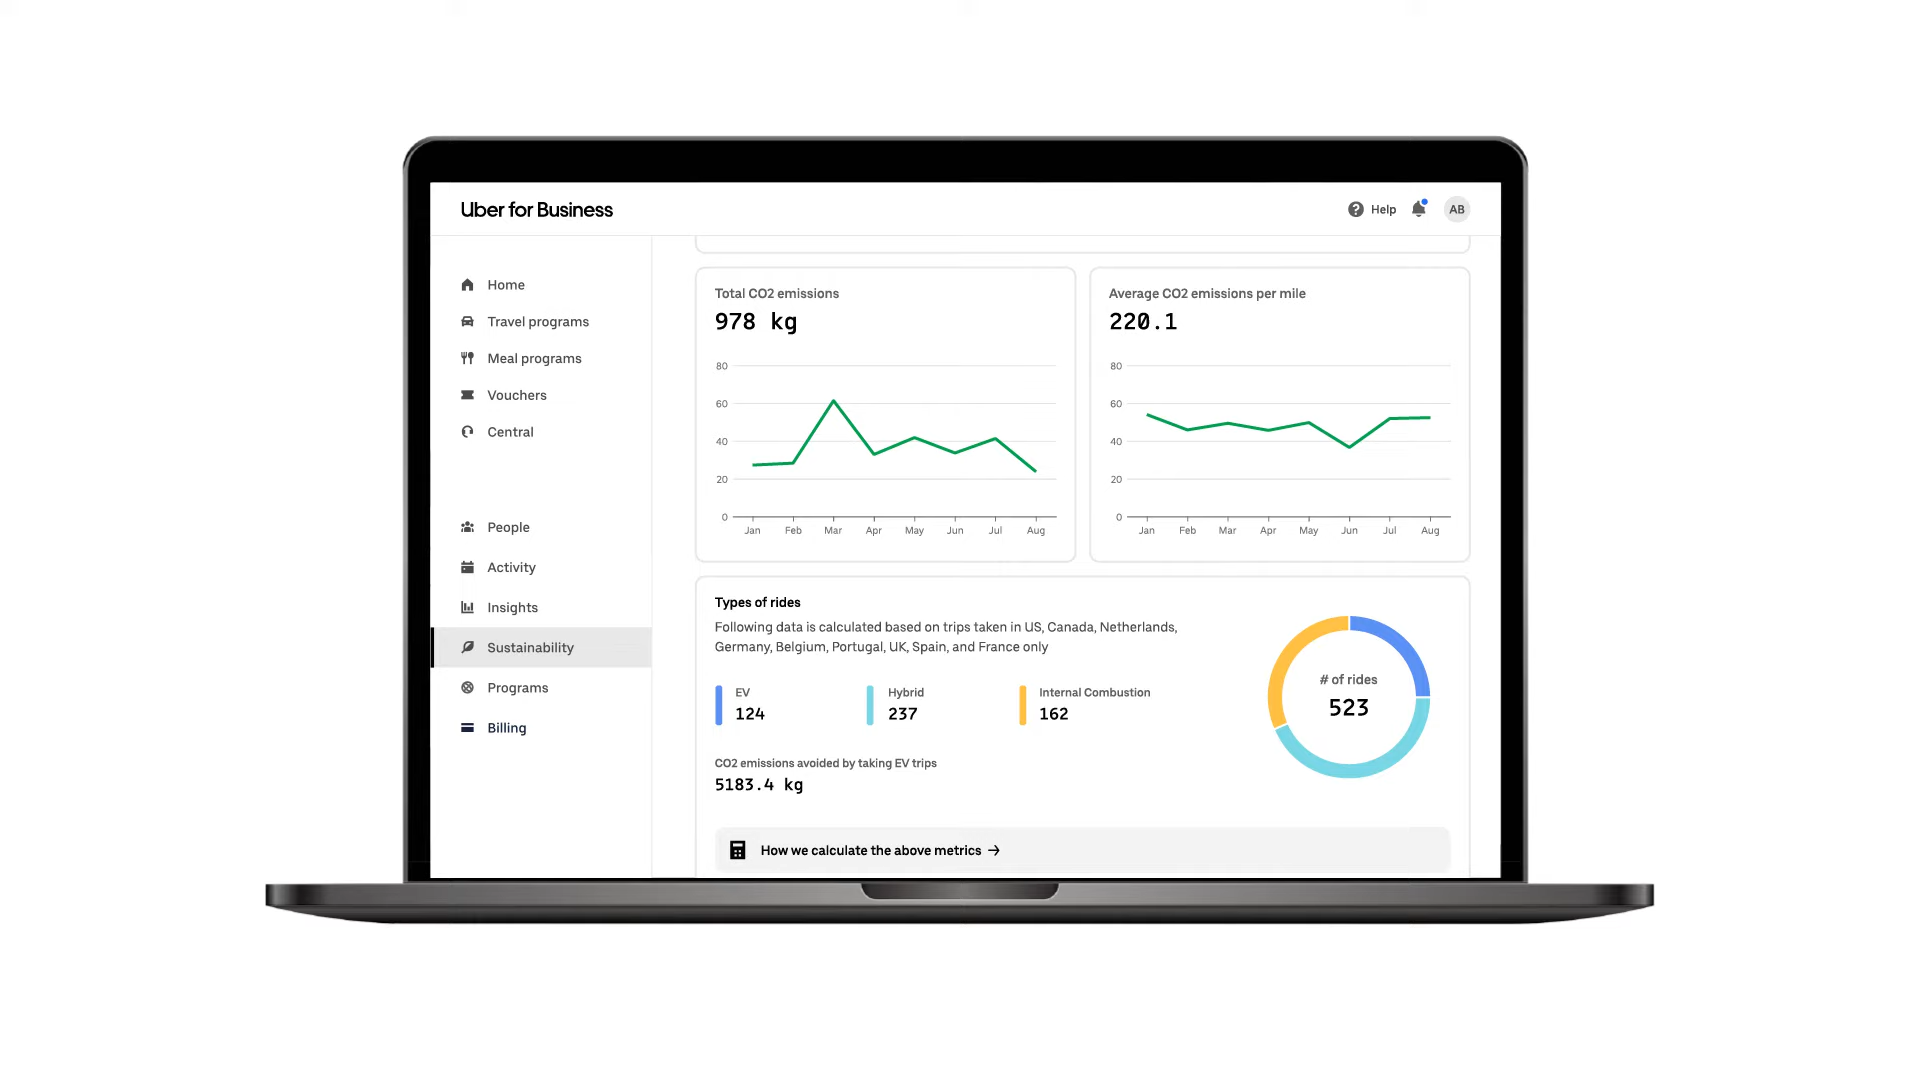 Uber for Business
Help
AB
Home
Travel programs
Meal programs
Vouchers
Central
People
Activity
Insights
Sustainability
Programs
Billing
Total CO2 emissions
978 kg
80
60
40
20
0
Jan Feb Mar Apr May Jun Jul Aug
Average CO2 emissions per mile
220.1
80
60
40
20
0
Jan Feb Mar Apr May Jun Jul Aug
Types of rides
Following data is calculated based on trips taken in US, Canada, Netherlands,
Germany, Belgium, Portugal, UK, Spain, and France only
EV
124
Hybrid
237
Internal Combustion
162
# of rides
523
CO2 emissions avoided by taking EV trips
5183.4 kg
How we calculate the above metrics →